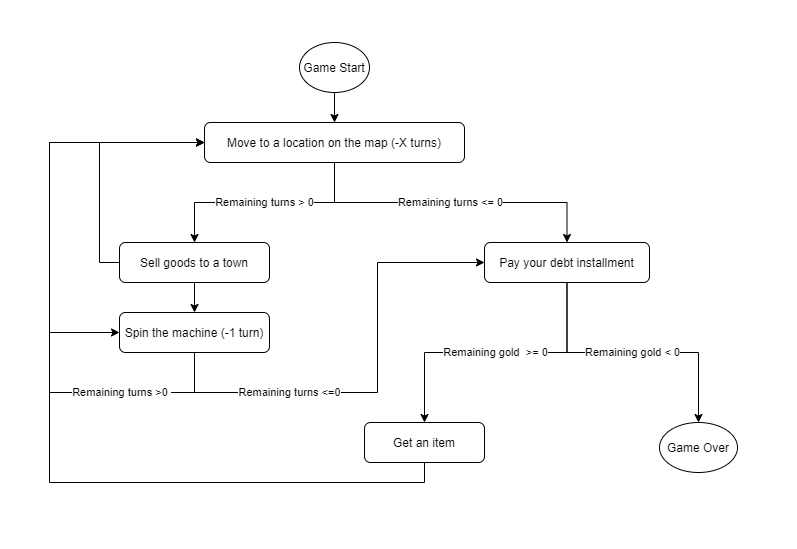 Game Start
Move to a location on the map (-X turns)
Remaining turns > 0
Remaining turns <= 0
Sell goods to a town
Pay your debt installment
Spin the machine (-1 turn)
Remaining gold  >= 0
Remaining gold < 0
Remaining turns >0
Remaining turns <=0
Get an item
Game Over